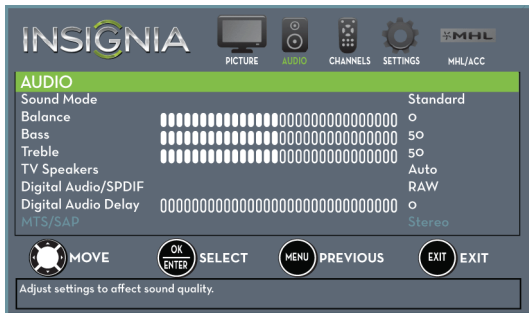 INSIGNIA
PICTURE AUDIO CHANNELS SETTINGS MHL MHL/ACC
AUDIO
Sound Mode Standard
Balance 0
Bass 50
Treble 50
TV Speakers Auto
Digital Audio/SPDIF RAW
Digital Audio Delay 0
MTS/SAP Stereo
MOVE OK ENTER SELECT MENU PREVIOUS EXIT EXIT
Adjust settings to affect sound quality.